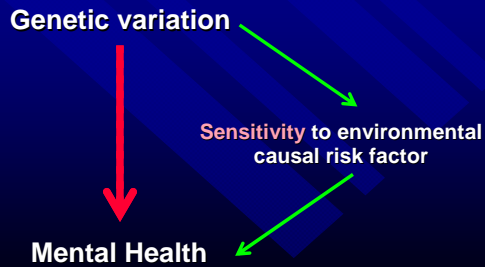 Genetic variation
Sensitivity to environmental
causal risk factor
Mental Health